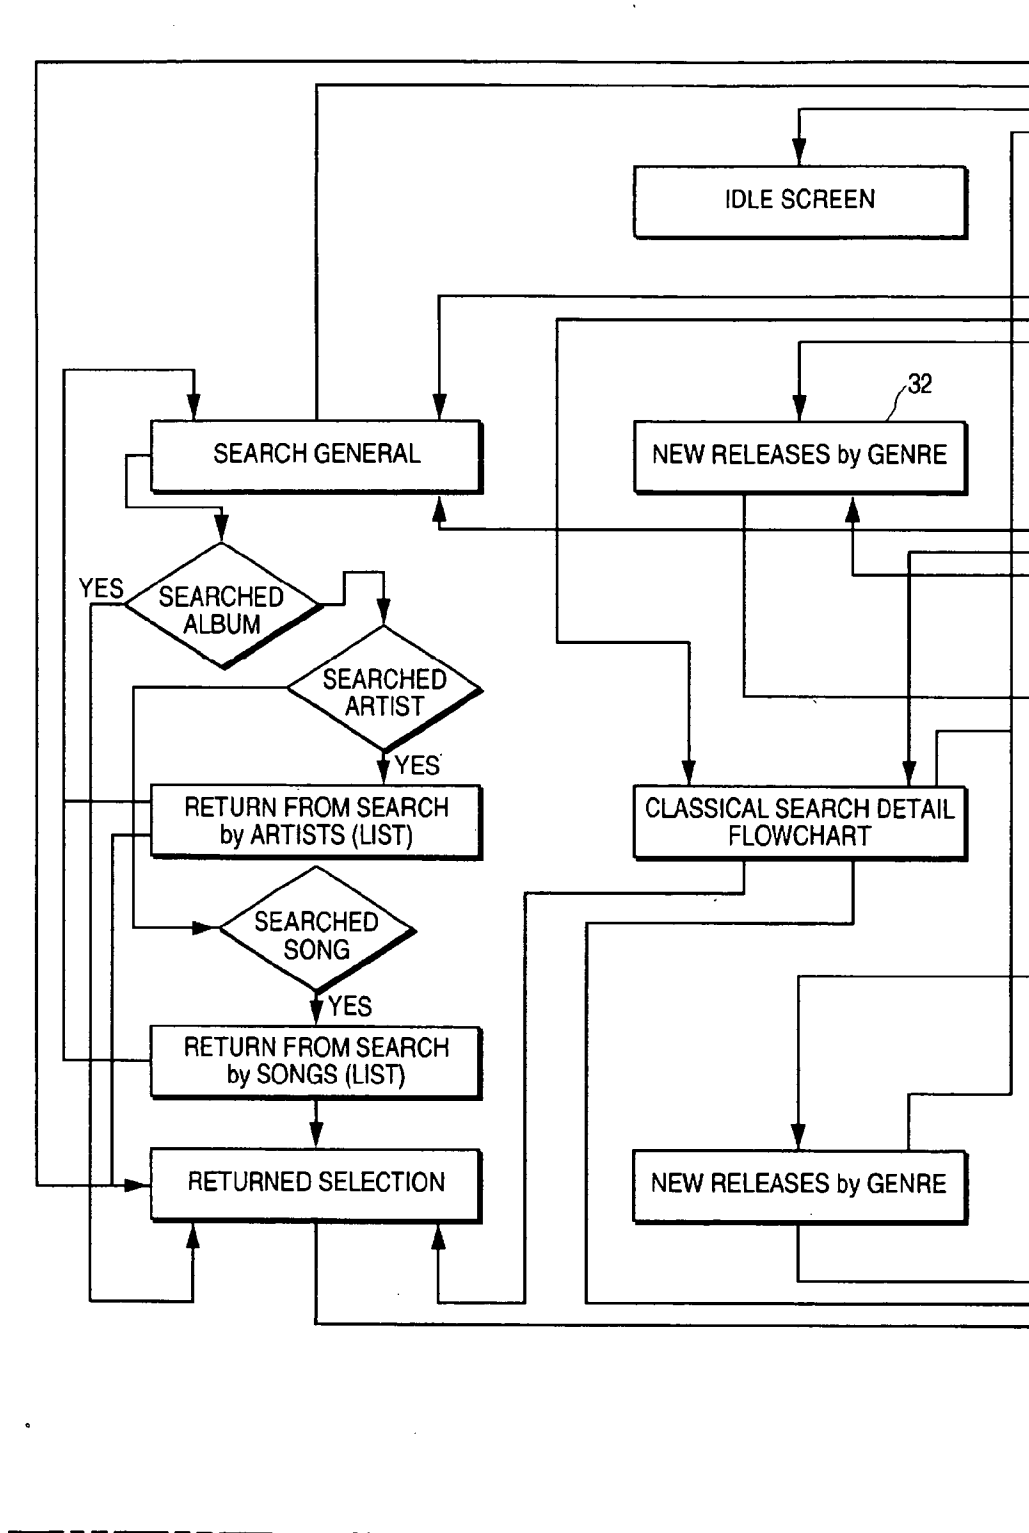 IDLE SCREEN
32
SEARCH GENERAL
NEW RELEASES by GENRE
YES
SEARCHED
ALBUM
SEARCHED
ARTIST
YES
RETURN FROM SEARCH
by ARTISTS (LIST)
CLASSICAL SEARCH DETAIL
FLOWCHART
SEARCHED
SONG
YES
RETURN FROM SEARCH
by SONGS (LIST)
RETURNED SELECTION
NEW RELEASES by GENRE